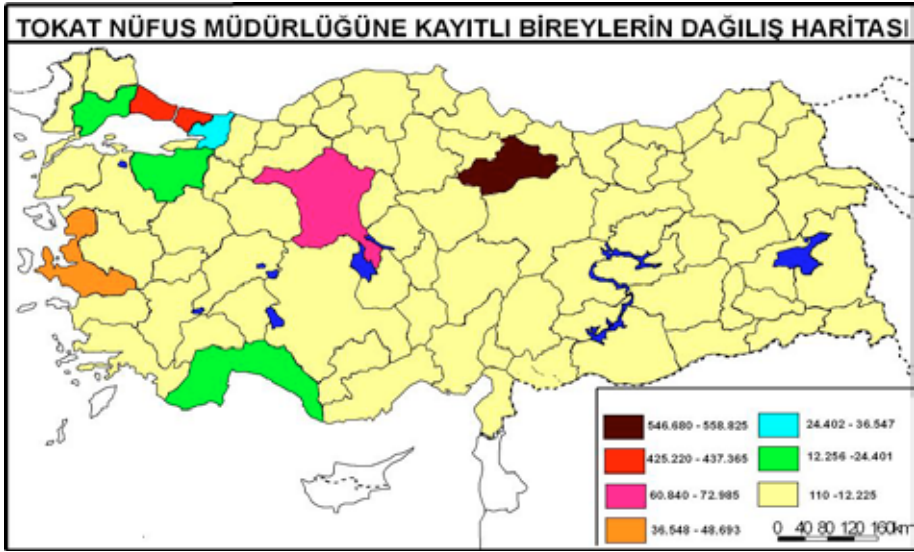 TOKAT NÜFUS MÜDÜRLÜĞÜNE KAYITLI BİREYLERİN DAĞILIŞ HARİTASI
546.680 - 558.825
425.220 - 437.365
60.840 - 72.985
36.548 - 48.693
24.402 - 36.547
12.256 -24.401
110 -12.225
0 40 80 120 160km